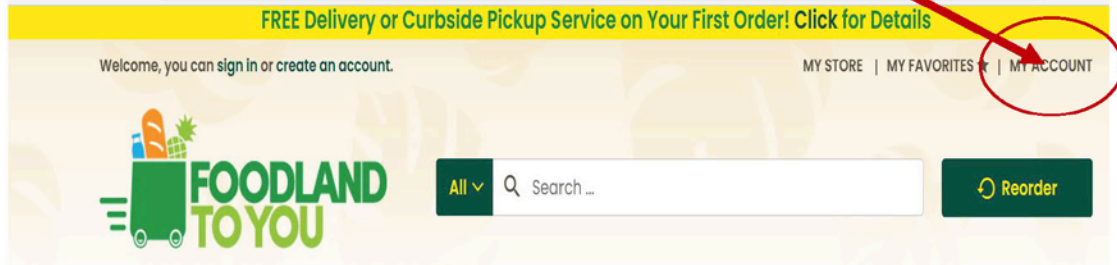 FREE Delivery or Curbside Pickup Service on Your First Order! Click for Details
Welcome, you can sign in or create an account.
MY STORE | MY FAVORITES ★ | MY ACCOUNT
FOODLAND
TO YOU
All
Search ...
Reorder